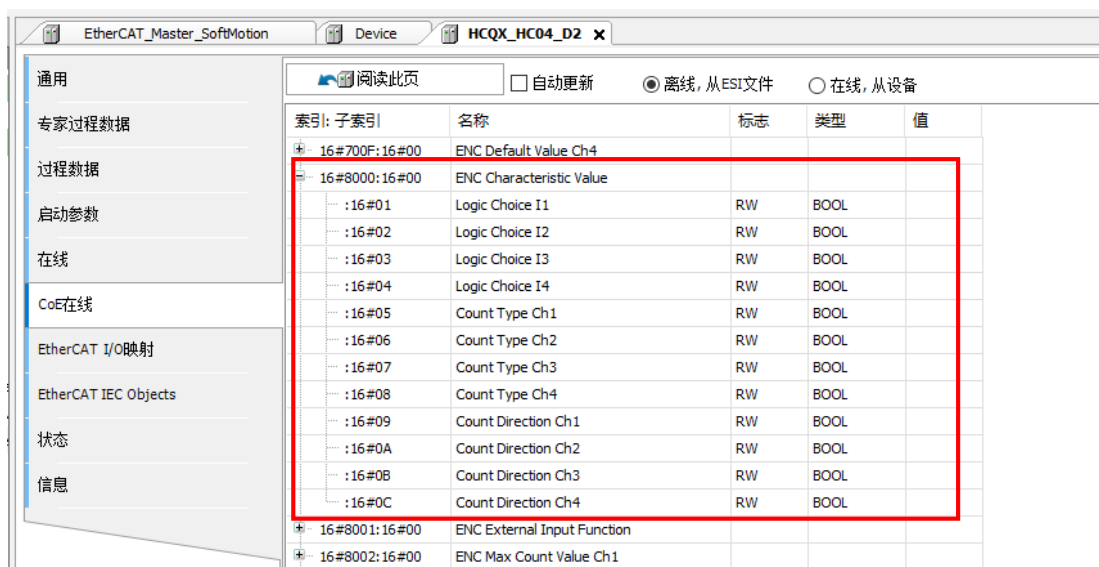 EtherCAT_Master_SoftMotion Device HCQX_HC04_D2
通用
专家过程数据
过程数据
启动参数
在线
CoE在线
EtherCAT I/O映射
EtherCAT IEC Objects
状态
信息
阅读此页 自动更新 离线, 从ESI文件 在线, 从设备
索引: 子索引 名称 标志 类型 值
16#700F:16#00 ENC Default Value Ch4
16#8000:16#00 ENC Characteristic Value
:16#01 Logic Choice I1 RW BOOL
:16#02 Logic Choice I2 RW BOOL
:16#03 Logic Choice I3 RW BOOL
:16#04 Logic Choice I4 RW BOOL
:16#05 Count Type Ch1 RW BOOL
:16#06 Count Type Ch2 RW BOOL
:16#07 Count Type Ch3 RW BOOL
:16#08 Count Type Ch4 RW BOOL
:16#09 Count Direction Ch1 RW BOOL
:16#0A Count Direction Ch2 RW BOOL
:16#0B Count Direction Ch3 RW BOOL
:16#0C Count Direction Ch4 RW BOOL
16#8001:16#00 ENC External Input Function
16#8002:16#00 ENC Max Count Value Ch1